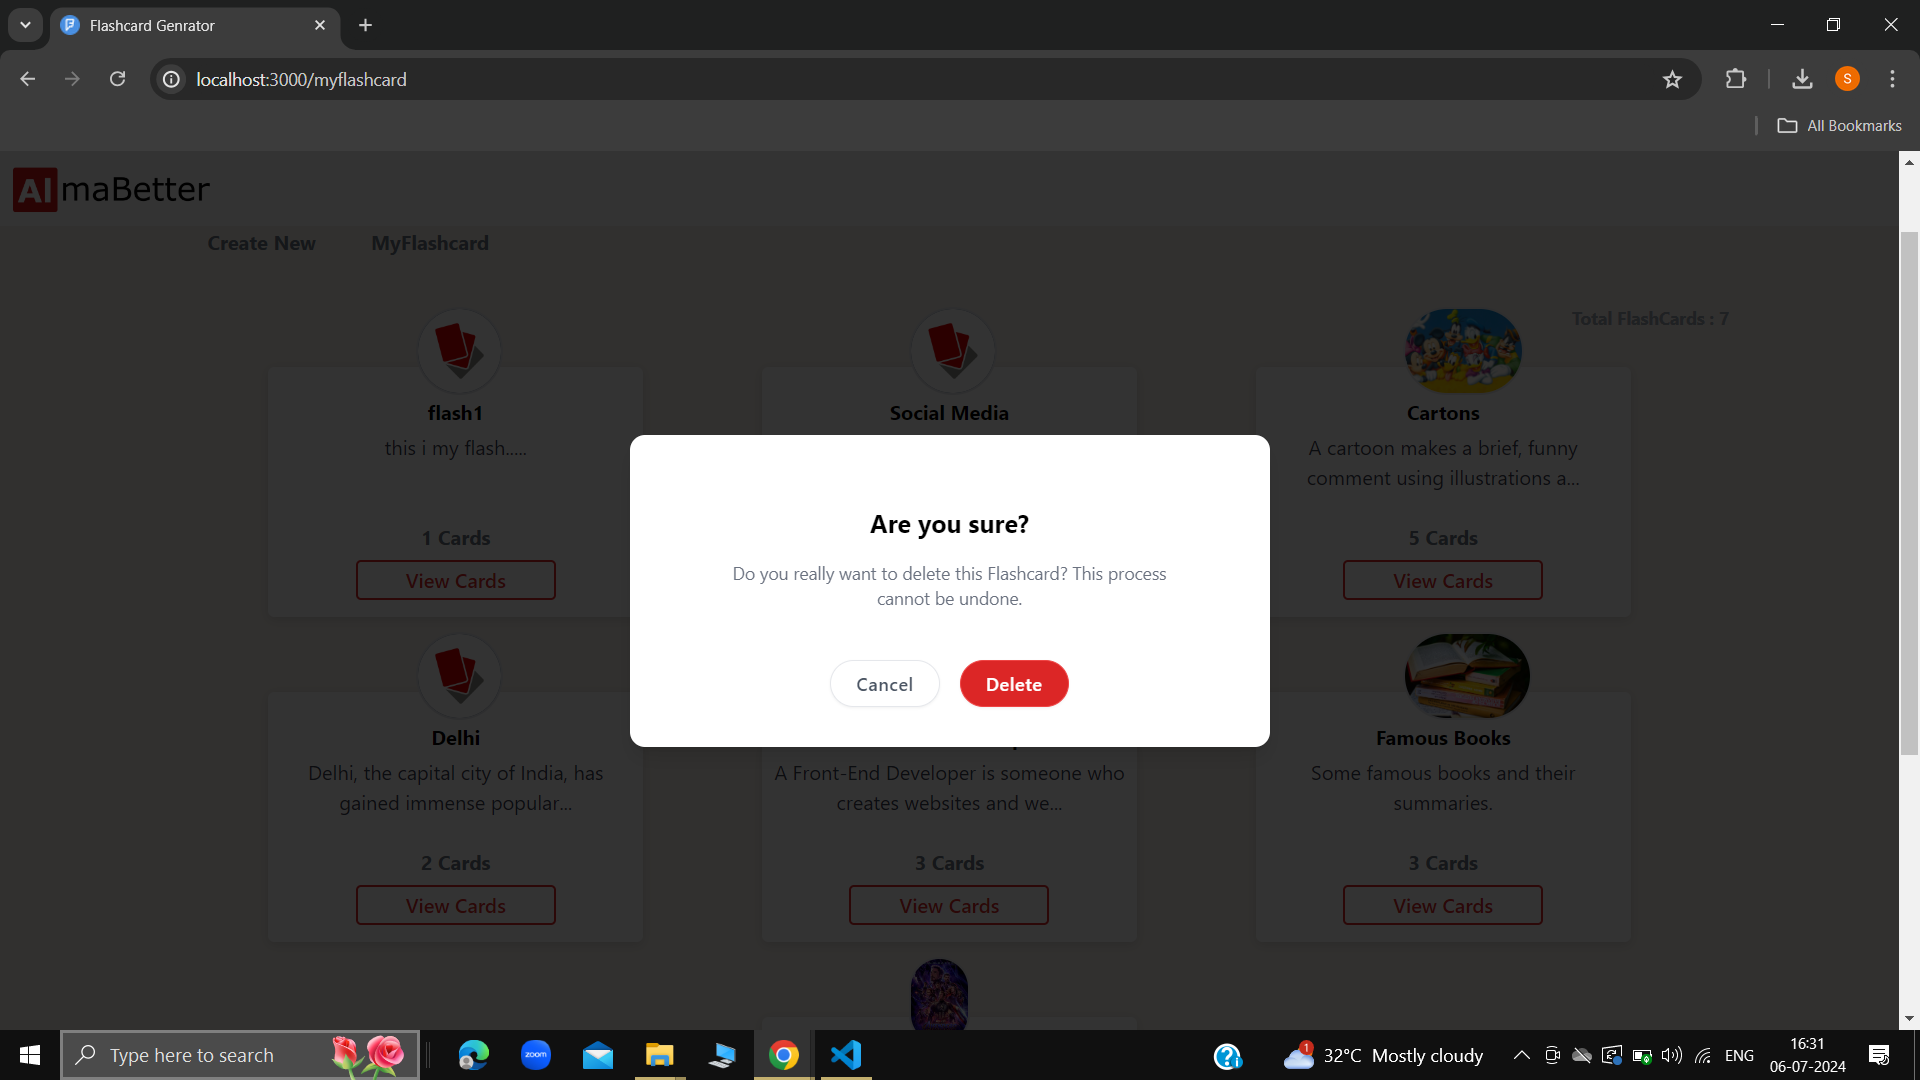 Flashcard Genrator
localhost:3000/myflashcard
S
All Bookmarks
AlmaBetter
Create New MyFlashcard
Total FlashCards : 7
flash1
this i my flash.....
1 Cards
View Cards
Social Media
Cartons
A cartoon makes a brief, funny
comment using illustrations a...
5 Cards
View Cards
Are you sure?
Do you really want to delete this Flashcard? This process
cannot be undone.
Cancel Delete
Delhi
Delhi, the capital city of India, has
gained immense popular...
2 Cards
View Cards
A Front-End Developer is someone who
creates websites and we...
3 Cards
View Cards
Famous Books
Some famous books and their
summaries.
3 Cards
View Cards
Type here to search
zoom
1
32°C Mostly cloudy
ENG
16:31
06-07-2024